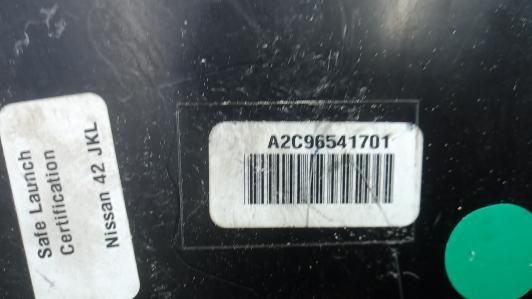 Safe Launch
Certification
Nissan 42 JKL
A2C96541701